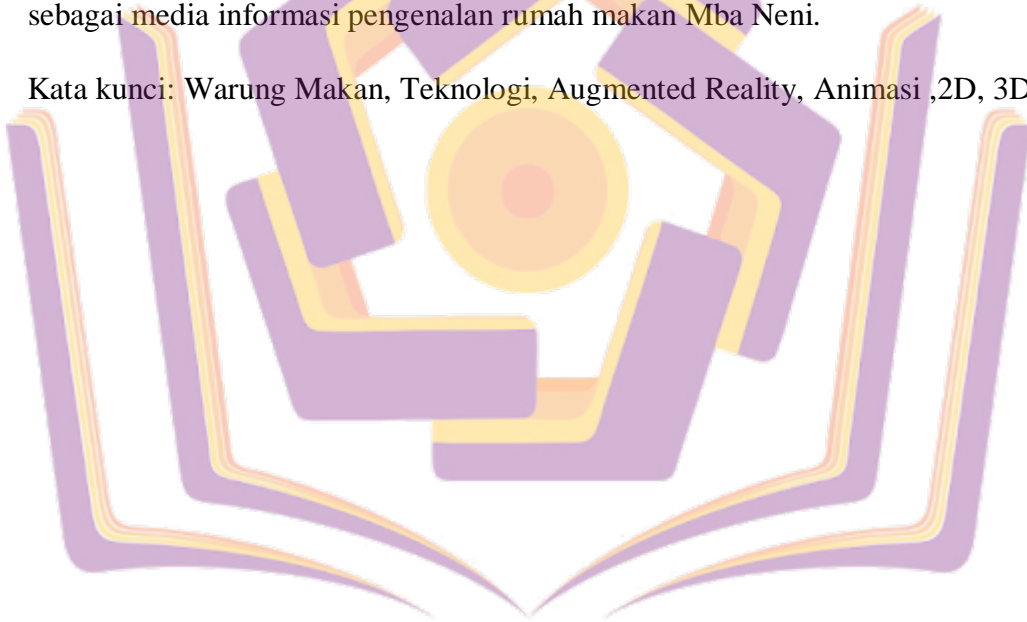 sebagai media informasi pengenalan rumah makan Mba Neni.
Kata kunci: Warung Makan, Teknologi, Augmented Reality, Animasi ,2D, 3D